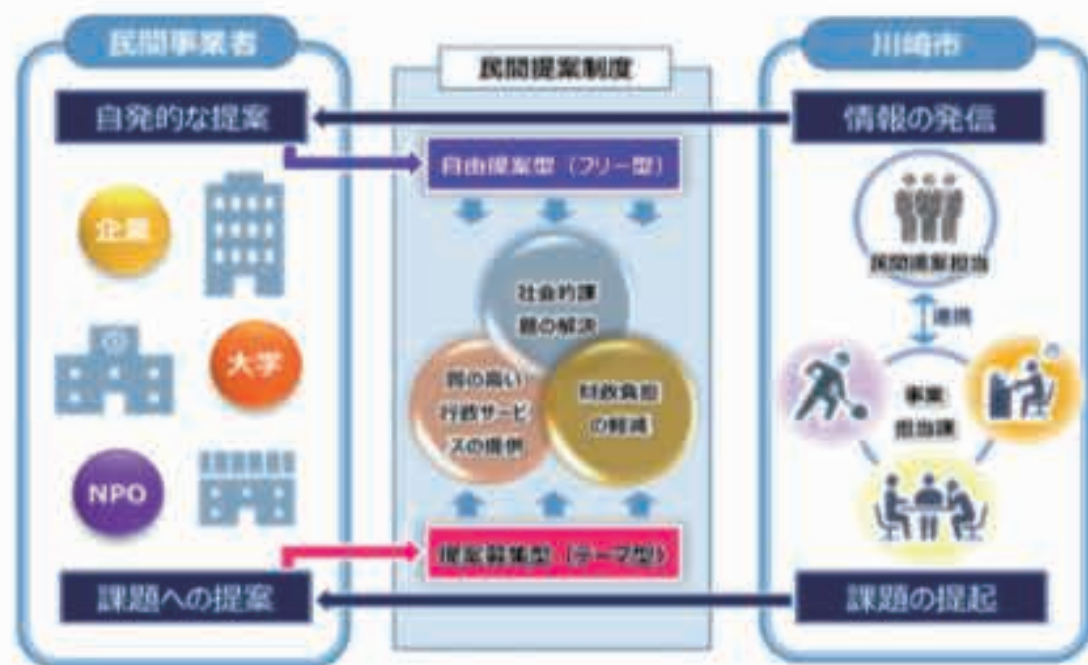 民間事業者
自発的な提案
企業
大学
NPO
課題への提案
民間提案制度
自由提案型（フリー型）
社会的課
題の解決
質の高い
行政サービ
スの提供
財政負担
の軽減
提案募集型（テーマ型）
川崎市
情報の発信
民間提案担当
連携
事業
担当課
課題の提起